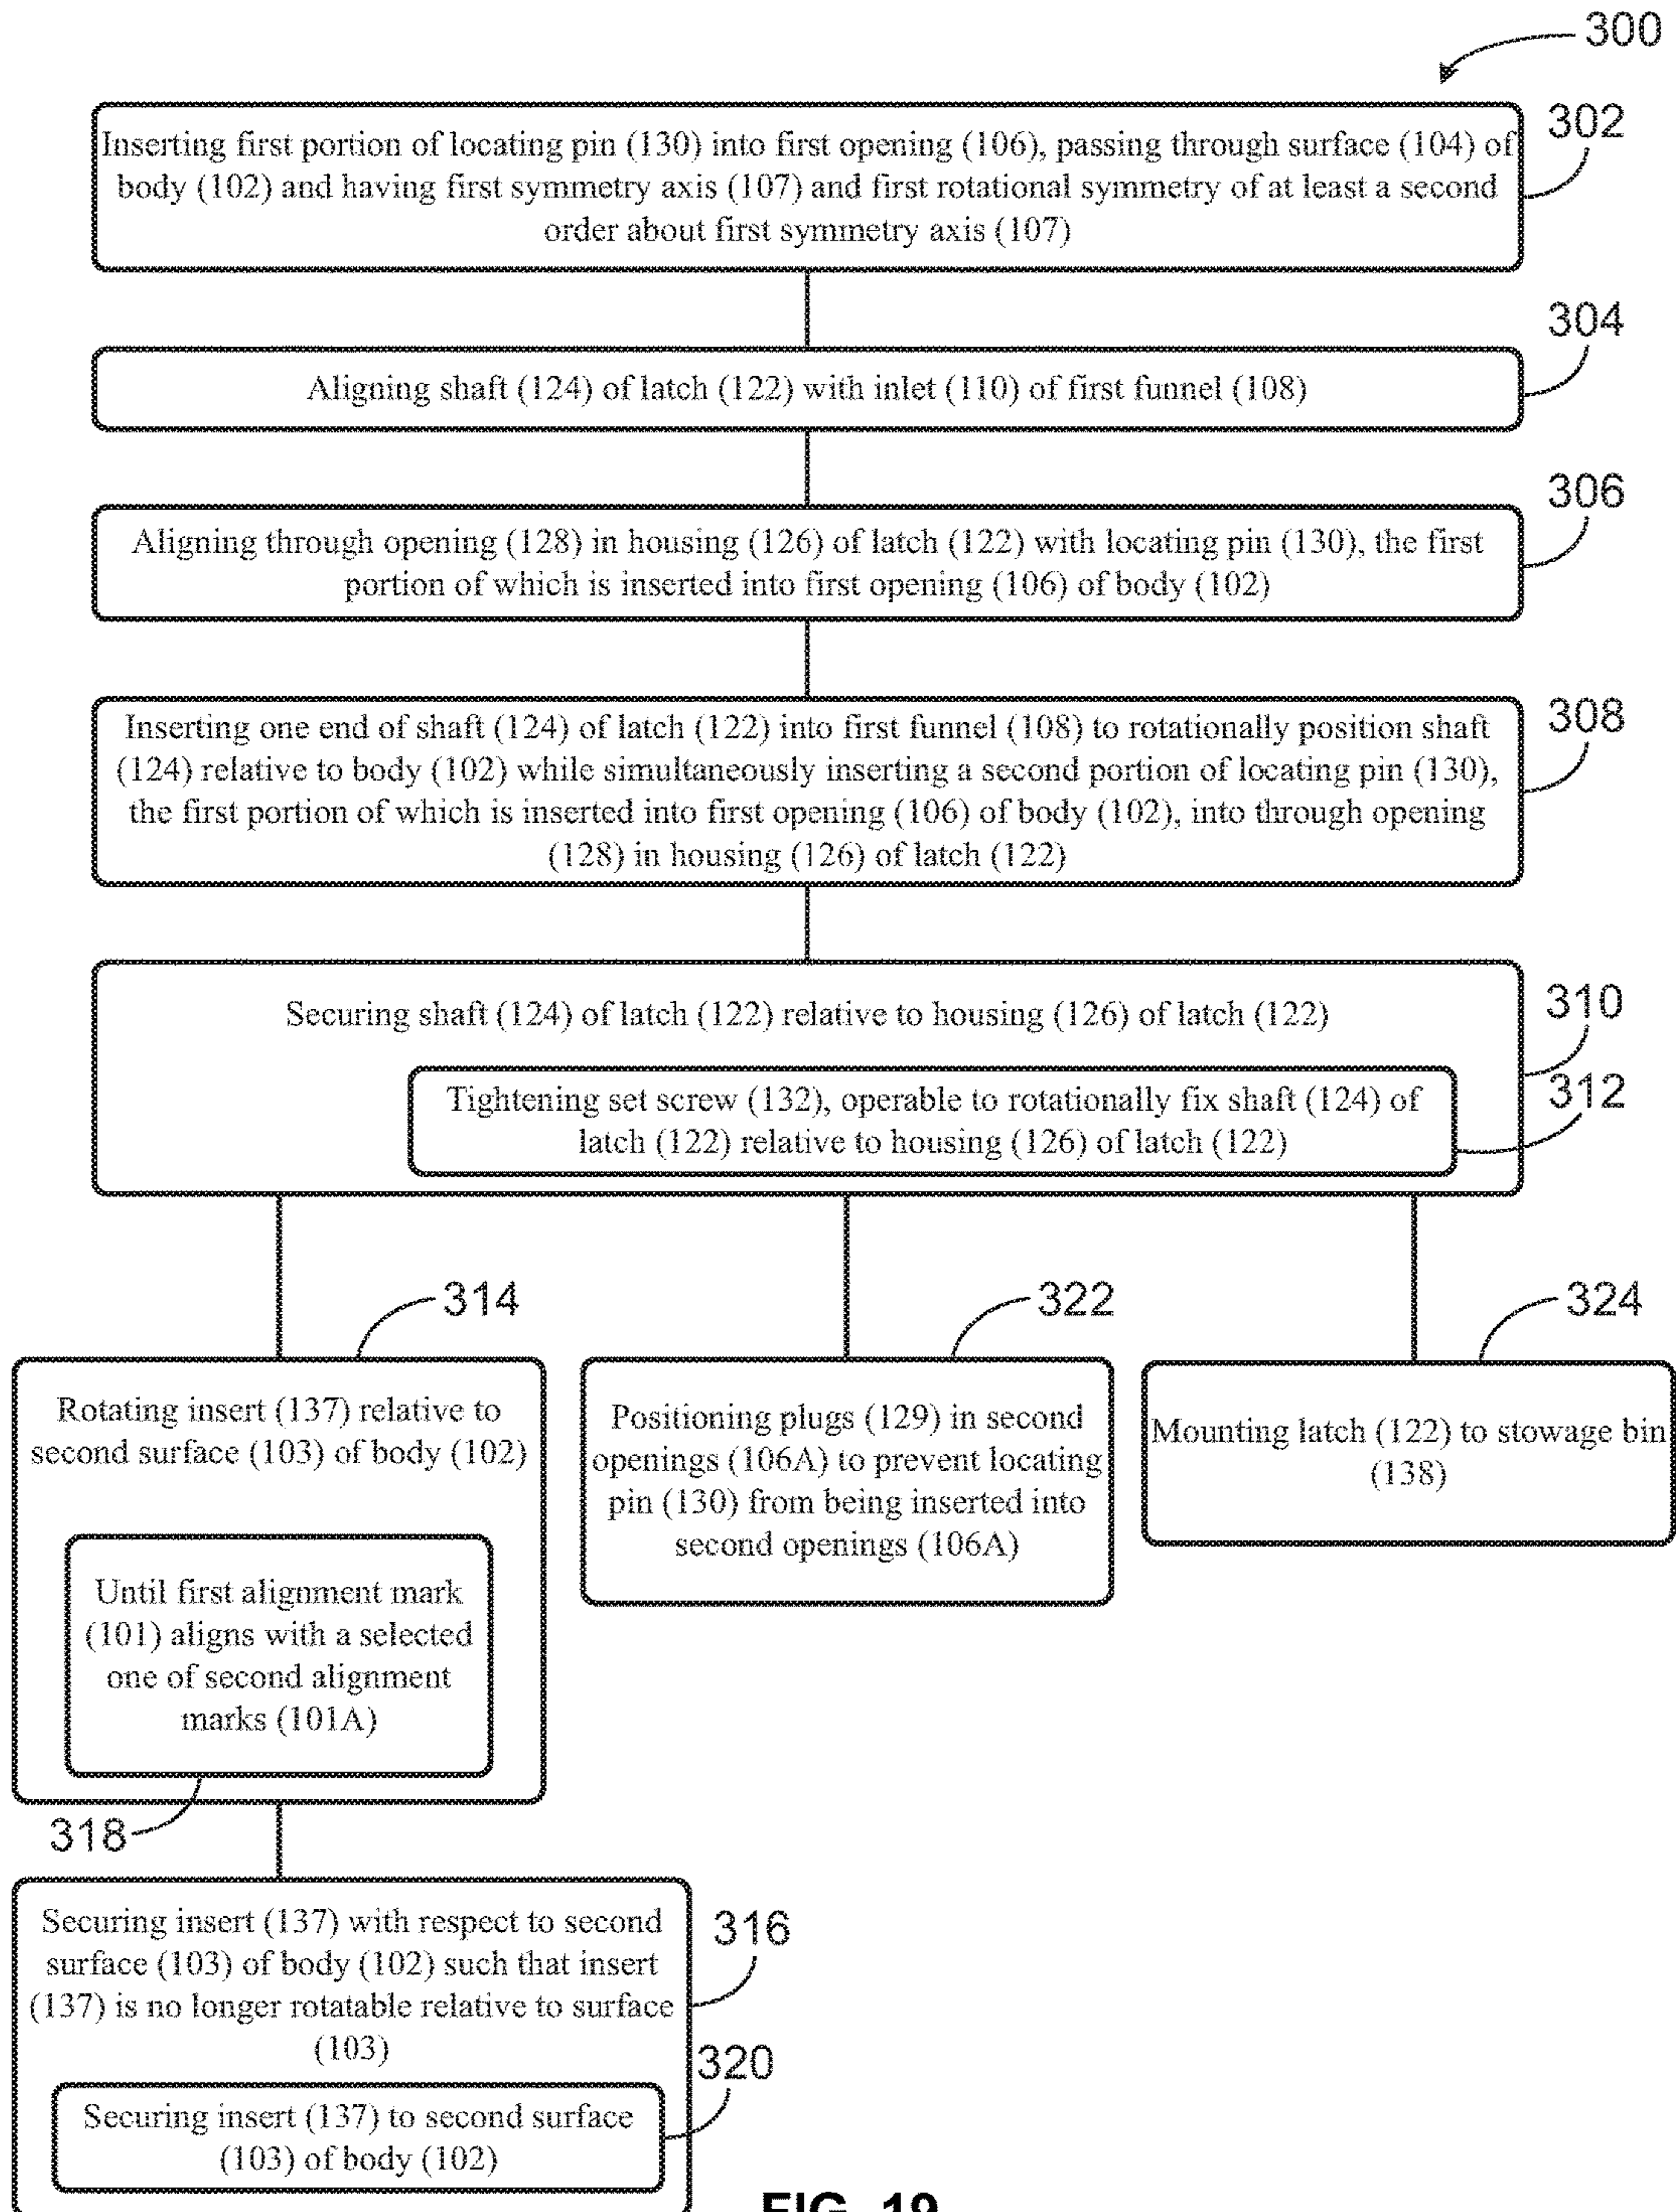 300
302
Inserting first portion of locating pin (130) into first opening (106), passing through surface (104) of
body (102) and having first symmetry axis (107) and first rotational symmetry of at least a second
order about first symmetry axis (107)
304
Aligning shaft (124) of latch (122) with inlet (110) of first funnel (108)
306
Aligning through opening (128) in housing (126) of latch (122) with locating pin (130), the first
portion of which is inserted into first opening (106) of body (102)
308
Inserting one end of shaft (124) of latch (122) into first funnel (108) to rotationally position shaft
(124) relative to body (102) while simultaneously inserting a second portion of locating pin (130),
the first portion of which is inserted into first opening (106) of body (102), into through opening
(128) in housing (126) of latch (122)
310
Securing shaft (124) of latch (122) relative to housing (126) of latch (122)
312
Tightening set screw (132), operable to rotationally fix shaft (124) of
latch (122) relative to housing (126) of latch (122)
314
Rotating insert (137) relative to
second surface (103) of body (102)
Until first alignment mark
(101) aligns with a selected
one of second alignment
marks (101A)
318
322
Positioning plugs (129) in second
openings (106A) to prevent locating
pin (130) from being inserted into
second openings (106A)
324
Mounting latch (122) to stowage bin
(138)
316
Securing insert (137) with respect to second
surface (103) of body (102) such that insert
(137) is no longer rotatable relative to surface
(103)
320
Securing insert (137) to second surface
(103) of body (102)
FIG. 19